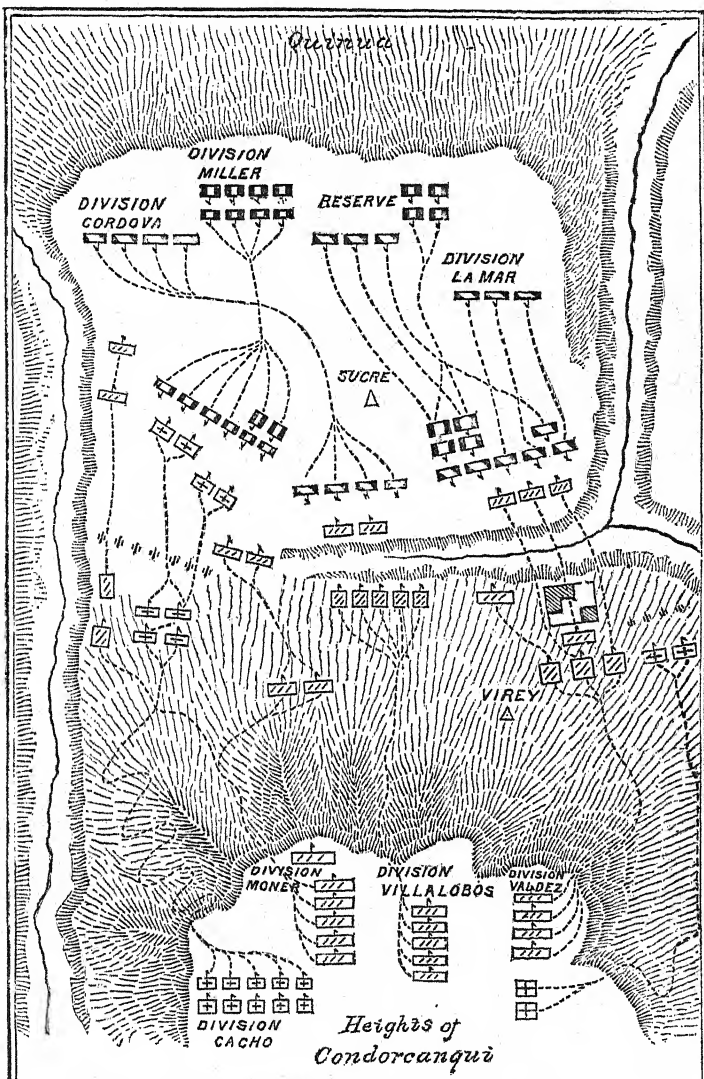 Quinua
DIVISION
MILLER
DIVISION
CORDOVA
RESERVE
DIVISION
LA MAR
SUCRE
VIREY
DIVISION
MONER
DIVISION
VILLALOBOS
DIVISION
VALDEZ
DIVISION
CACHO
Heights of
Condorcanqui